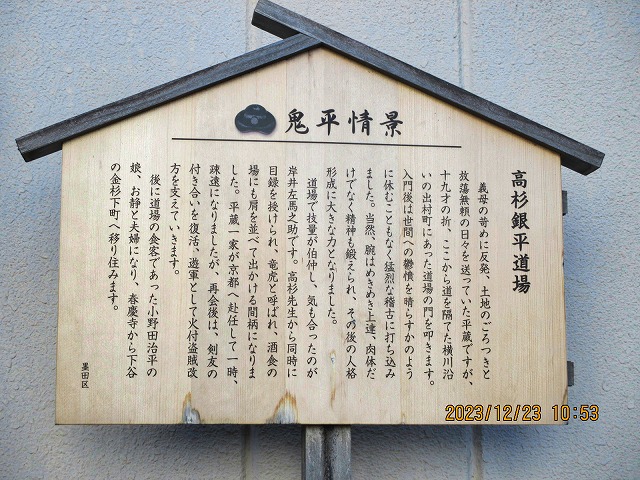 鬼平情景
高杉銀平道場
義母の苛めに反発、土地のごろつきと
放蕩無頼の日々を送っていた平蔵ですが、
十九才の折、ここから道を隔てた横川沿
いの出村町にあった道場の門を叩きます。
入門後は世間への鬱憤を晴らすかのよう
に休むこともなく猛烈な稽古に打ち込み
ました。当然、腕はめきめき上達、肉体だ
けでなく精神も鍛えられ、その後の人格
形成に大きな力となりました。
道場で技量が伯仲し、気も合ったのが
岸井左馬之助です。高杉先生から同時に
目録を授けられ、竜虎と呼ばれ、酒食の
場にも肩を並べて出かける間柄になりま
した。平蔵一家が京都へ赴任して一時、
疎遠になりましたが、再会後は、剣友の
付き合いを復活、遊軍として火付盗賊改
方を支えていきます。
後に道場の食客であった小野田治平の
娘、お静と夫婦になり、春慶寺から下谷
の金杉下町へ移り住みます。
墨田区
2023/12/23 10:53